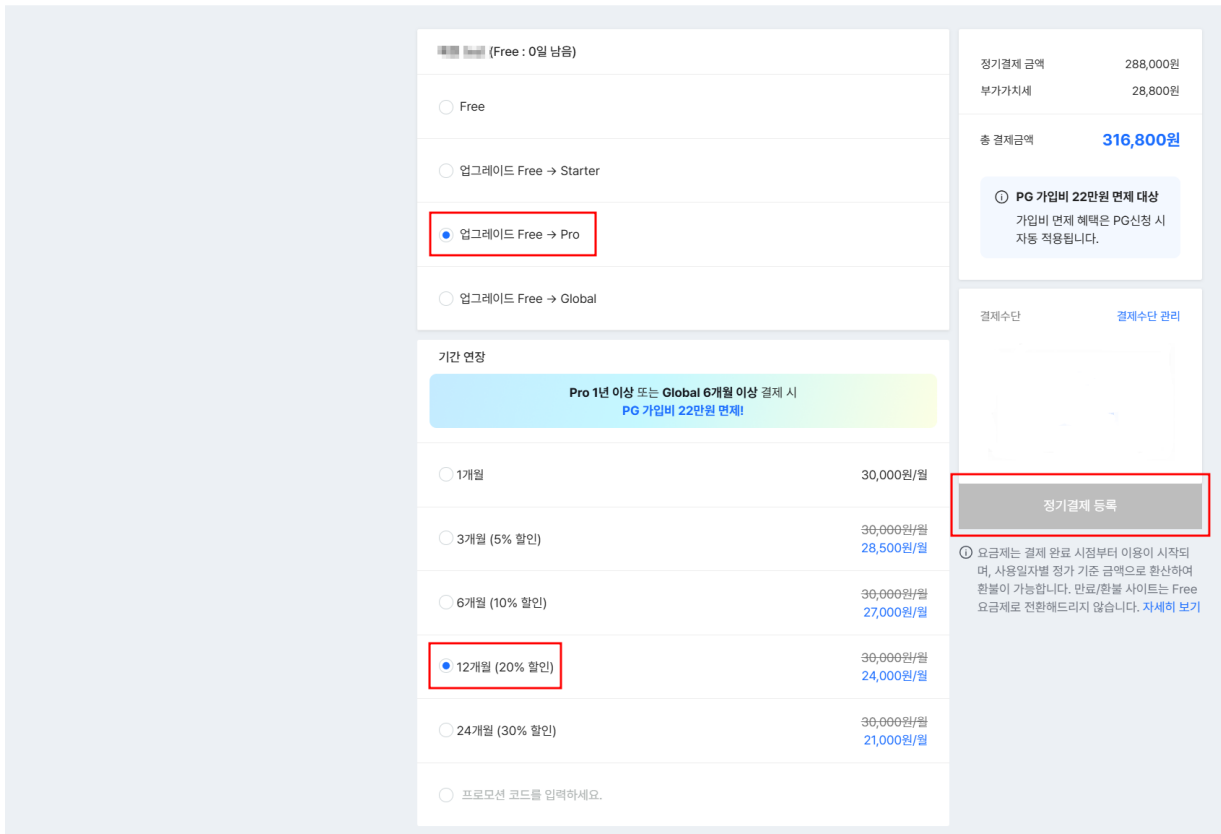 (Free : 0일 남음)
Free
업그레이드 Free → Starter
업그레이드 Free → Pro
업그레이드 Free → Global
기간 연장
Pro 1년 이상 또는 Global 6개월 이상 결제 시
PG 가입비 22만원 면제!
1개월 30,000원/월
3개월 (5% 할인) 30,000원/월
28,500원/월
6개월 (10% 할인) 30,000원/월
27,000원/월
12개월 (20% 할인) 30,000원/월
24,000원/월
24개월 (30% 할인) 30,000원/월
21,000원/월
프로모션 코드를 입력하세요.
정기결제 금액 288,000원
부가가치세 28,800원
총 결제금액 316,800원
PG 가입비 22만원 면제 대상
가입비 면제 혜택은 PG신청 시
자동 적용됩니다.
결제수단 결제수단 관리
정기결제 등록
요금제는 결제 완료 시점부터 이용이 시작되
며, 사용일자별 정가 기준 금액으로 환산하여
환불이 가능합니다. 만료/환불 사이트는 Free
요금제로 전환해드리지 않습니다. 자세히 보기